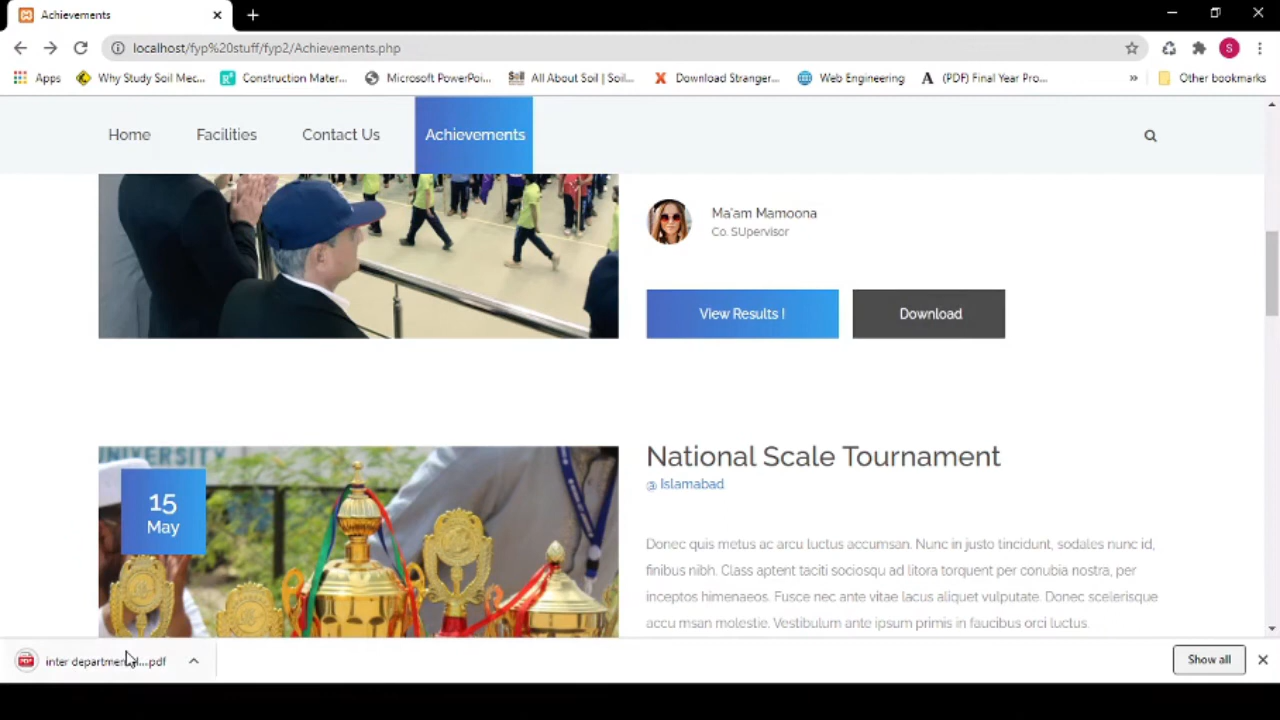 Achievements
localhost/fyp%20stuff/fyp2/Achievements.php
Apps Why Study Soil Mec... Construction Mater... Microsoft PowerPoi... All About Soil | Soil... Download Stranger... Web Engineering (PDF) Final Year Pro... » Other bookmarks
Home Facilities Contact Us Achievements
Ma'am Mamoona
Co. SUpervisor
View Results ! Download
UNIVERSITY
15
May
National Scale Tournament
@ Islamabad
Donec quis metus ac arcu luctus accumsan. Nunc in justo tincidunt, sodales nunc id,
finibus nibh. Class aptent taciti sociosqu ad litora torquent per conubia nostra, per
inceptos himenaeos. Fusce nec ante vitae lacus aliquet vulputate. Donec scelerisque
accu msan molestie. Vestibulum ante ipsum primis in faucibus orci luctus.
PDF inter departmen...pdf Show all